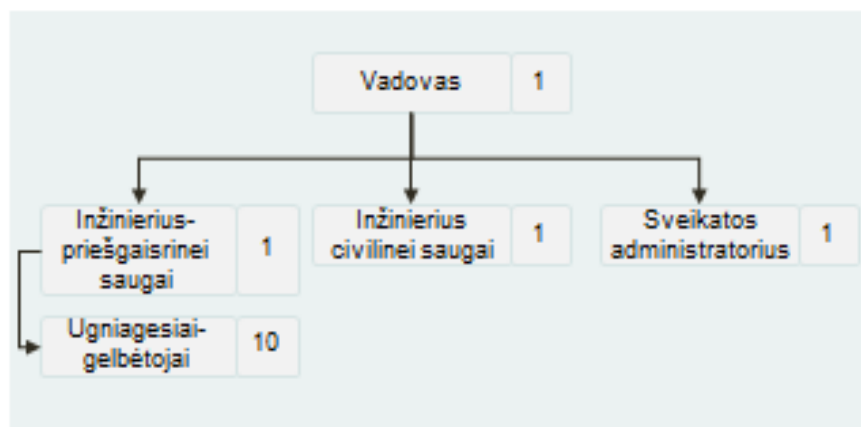 Vadovas 1
Inžinierius-
priešgaisrinei
saugai
1
Inžinierius
civilinei saugai
1
Sveikatos
administratorius
1
Ugniagesiai-
gelbėtojai
10